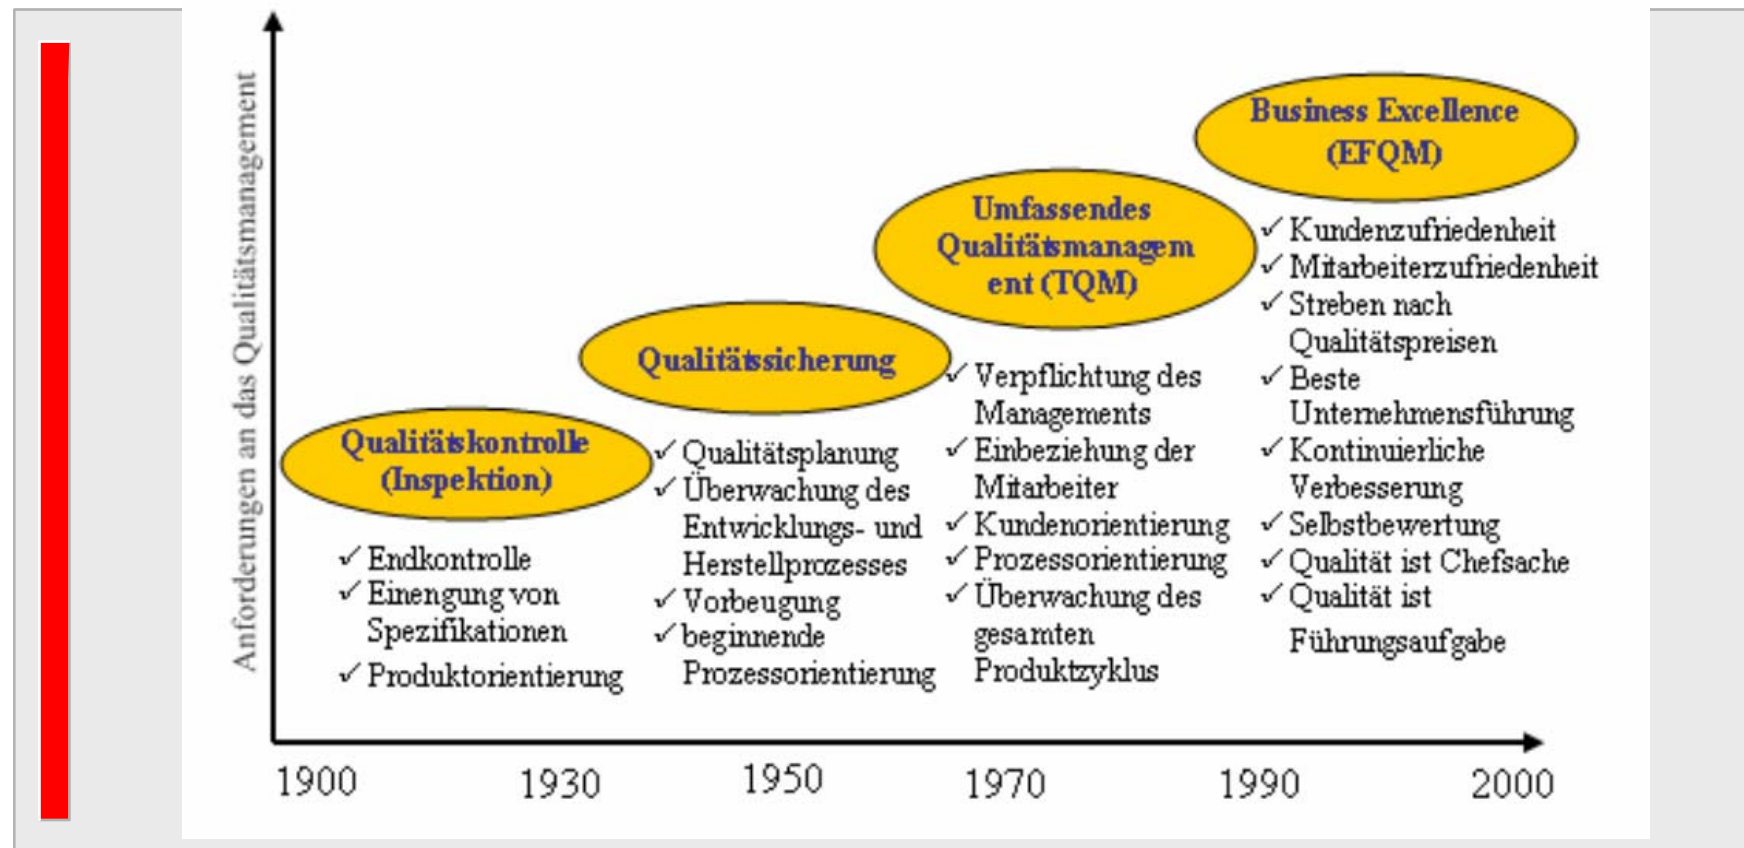 Anforderungen an das Qualitätsmanagement
Qualitätskontrolle
(Inspektion)
✓ Endkontrolle
✓ Einengung von
Spezifikationen
✓ Produktorientierung
Qualitätssicherung
✓ Qualitätsplanung
✓ Überwachung des
Entwicklungs- und
Herstellprozesses
✓ Vorbeugung
✓ beginnende
Prozessorientierung
Umfassendes
Qualitätsmanagem
ent (TQM)
✓ Verpflichtung des
Managements
✓ Einbeziehung der
Mitarbeiter
✓ Kundenorientierung
✓ Prozessorientierung
✓ Überwachung des
gesamten
Produktzyklus
Business Excellence
(EFQM)
✓ Kundenzufriedenheit
✓ Mitarbeiterzufriedenheit
✓ Streben nach
Qualitätspreisen
✓ Beste
Unternehmensführung
✓ Kontinuierliche
Verbesserung
✓ Selbstbewertung
✓ Qualität ist Chefsache
✓ Qualität ist
Führungsaufgabe
1900 1930 1950 1970 1990 2000